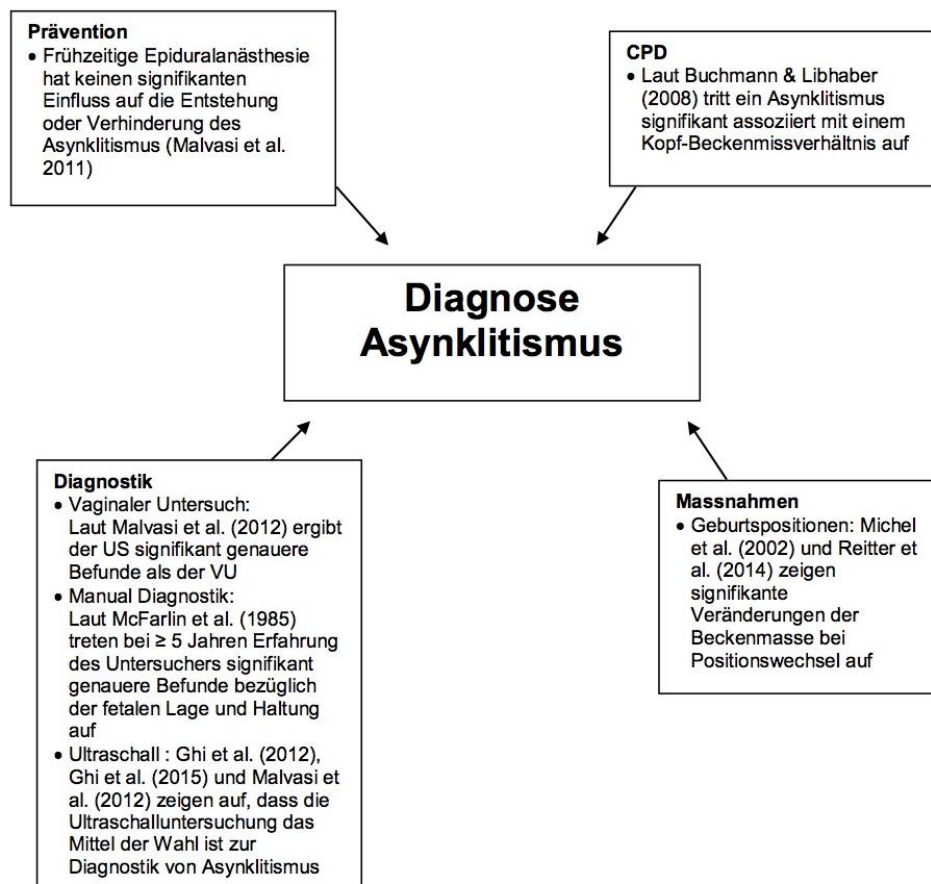 Prävention
• Frühzeitige Epiduralanästhesie
hat keinen signifikanten
Einfluss auf die Entstehung
oder Verhinderung des
Asynklitismus (Malvasi et al.
2011)
CPD
• Laut Buchmann & Libhaber
(2008) tritt ein Asynklitismus
signifikant assoziiert mit einem
Kopf-Beckenmissverhältnis auf
Diagnose
Asynklitismus
Diagnostik
• Vaginaler Untersuch:
Laut Malvasi et al. (2012) ergibt
der US signifikant genauere
Befunde als der VU
• Manual Diagnostik:
Laut McFarlin et al. (1985)
treten bei ≥ 5 Jahren Erfahrung
des Untersuchers signifikant
genauere Befunde bezüglich
der fetalen Lage und Haltung
auf
• Ultraschall : Ghi et al. (2012),
Ghi et al. (2015) und Malvasi et
al. (2012) zeigen auf, dass die
Ultraschalluntersuchung das
Mittel der Wahl ist zur
Diagnostik von Asynklitismus
Massnahmen
• Geburtspositionen: Michel
et al. (2002) und Reitter et
al. (2014) zeigen
signifikante
Veränderungen der
Beckenmasse bei
Positionswechsel auf